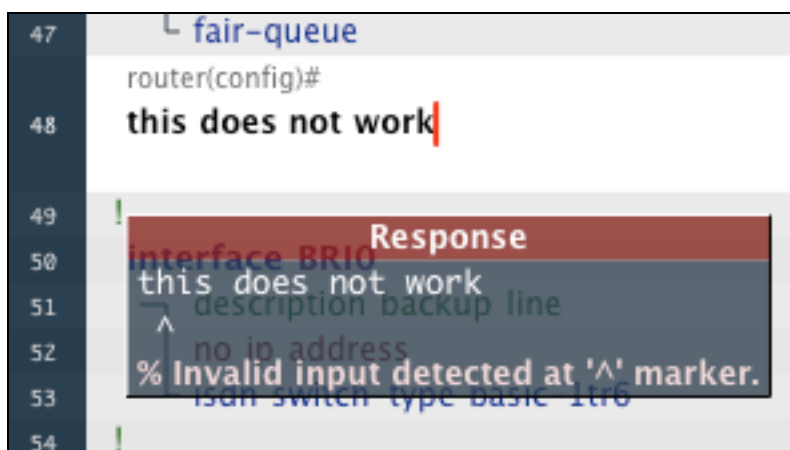 47 └ fair-queue
router(config)#
48 this does not work
49 !
Response
50 interface BRI0
this does not work
51 description backup line
^
52 no ip address
% Invalid input detected at '^' marker.
53 isdn switch type basic 1tr6
54 !